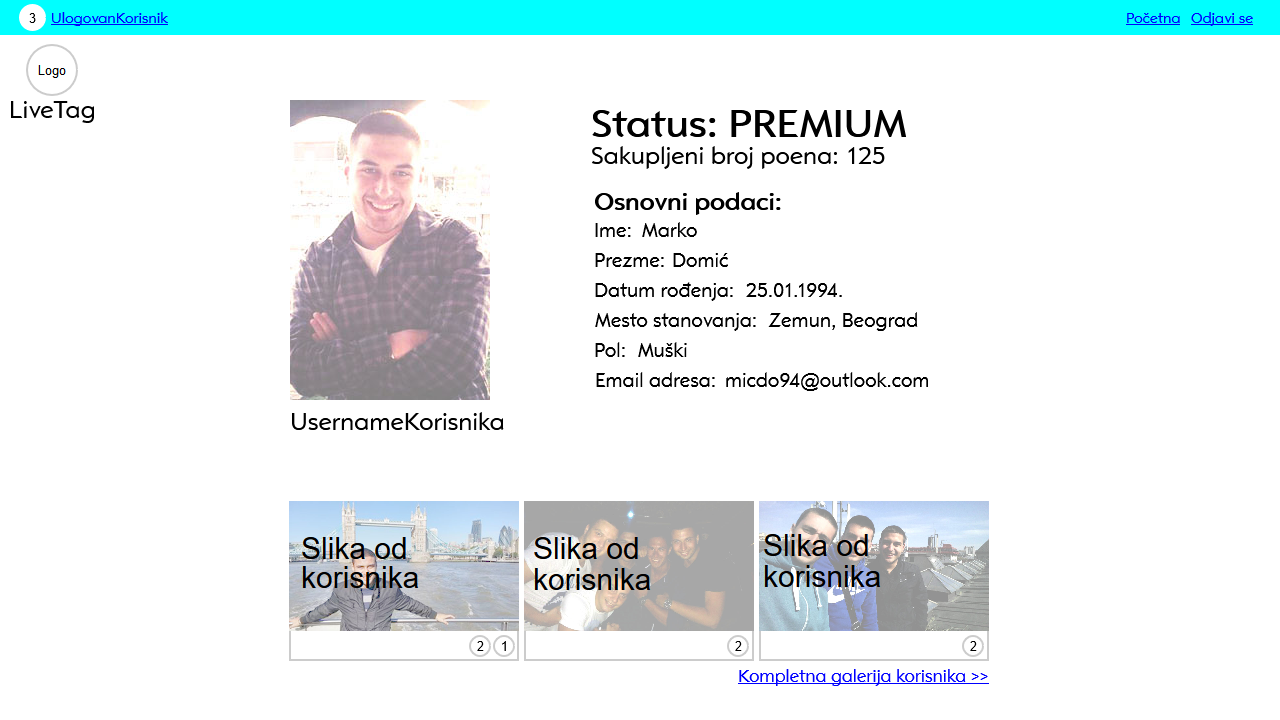 3 UlogovanKorisnik Početna Odjavi se
Logo
LiveTag
Status: PREMIUM
Sakupljeni broj poena: 125
Osnovni podaci:
Ime: Marko
Prezme: Domić
Datum rođenja: 25.01.1994.
Mesto stanovanja: Zemun, Beograd
Pol: Muški
Email adresa: micdo94@outlook.com
UsernameKorisnika
Slika od
korisnika
Slika od
korisnika
Slika od
korisnika
2 1
2
2
Kompletna galerija korisnika >>